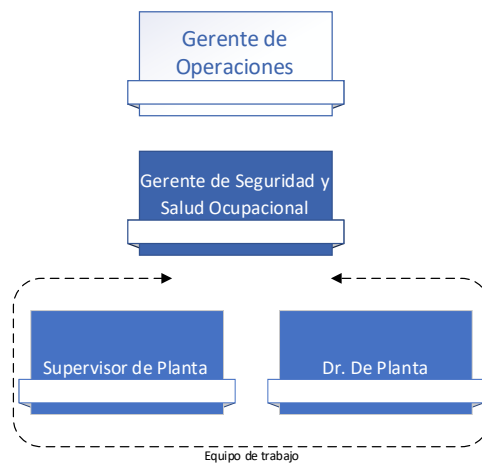 Gerente de
Operaciones
Gerente de Seguridad y
Salud Ocupacional
Supervisor de Planta
Dr. De Planta
Equipo de trabajo